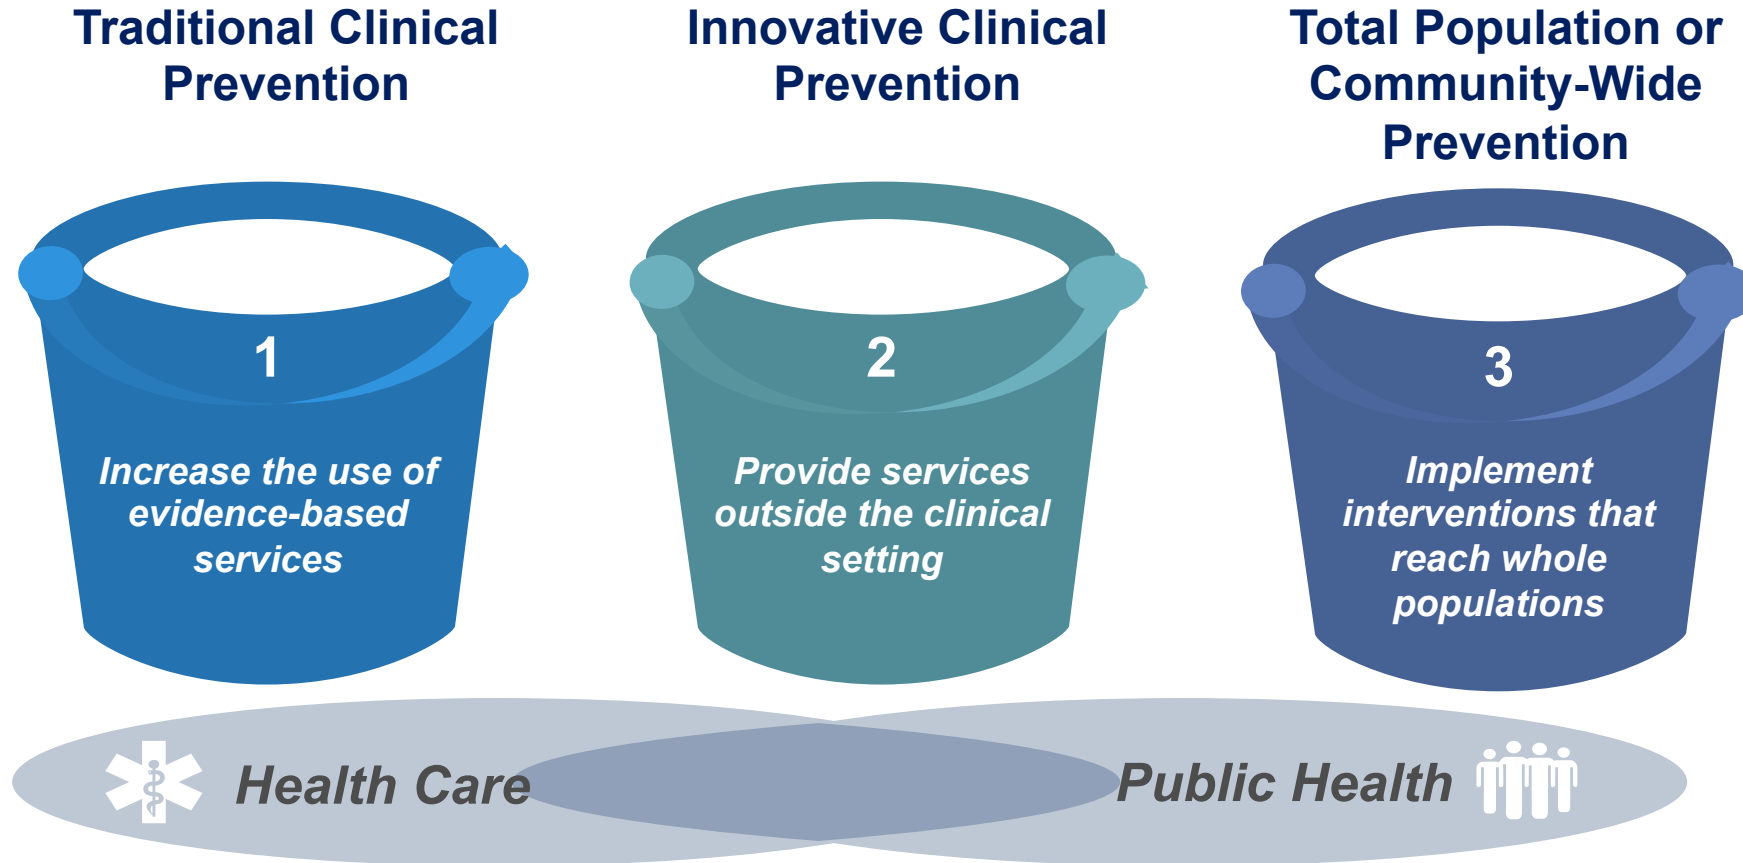 Traditional Clinical
Prevention
Innovative Clinical
Prevention
Total Population or
Community-Wide
Prevention
1
Increase the use of
evidence-based
services
2
Provide services
outside the clinical
setting
3
Implement
interventions that
reach whole
populations
Health Care
Public Health